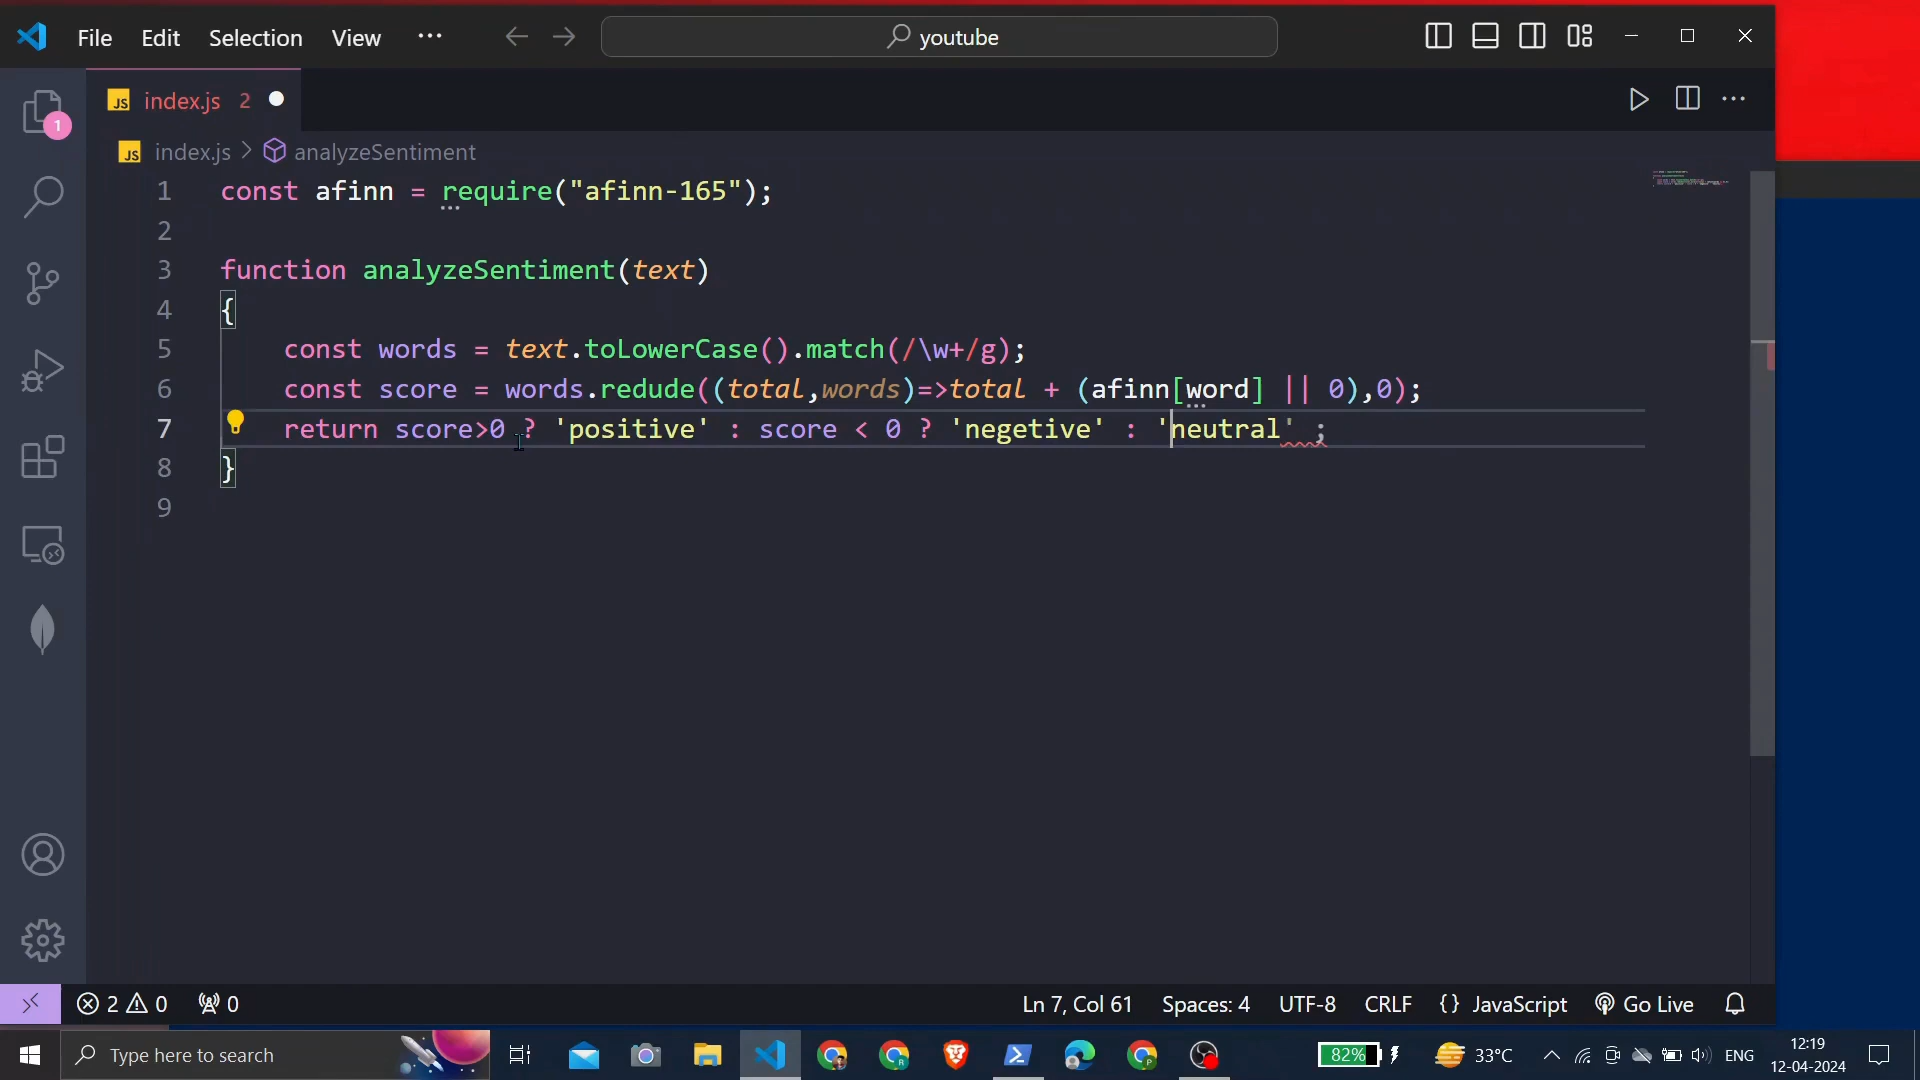 File Edit Selection View ··· youtube
JS index.js 2
JS index.js > analyzeSentiment
1
1 const afinn = require("afinn-165");
2
3 function analyzeSentiment(text)
4 {
5 const words = text.toLowerCase().match(/\w+/g);
6 const score = words.redude((total,words)=>total + (afinn[word] || 0),0);
7 return score>0 ? 'positive' : score < 0 ? 'negetive' : 'neutral' ;
8 }
9
2 0 0 Ln 7, Col 61 Spaces: 4 UTF-8 CRLF {} JavaScript Go Live
Type here to search 82% 33°C ENG 12:19
12-04-2024